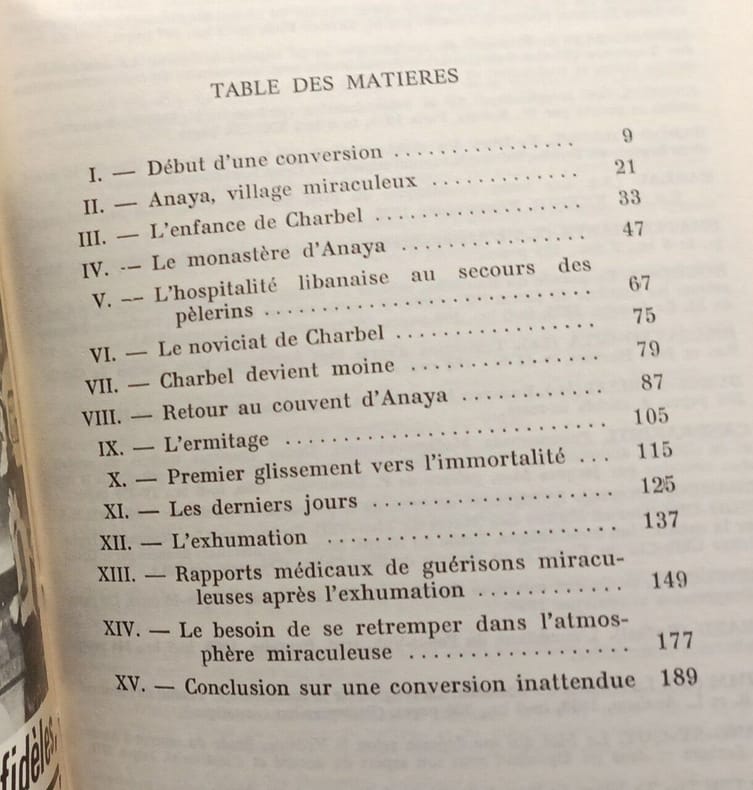 TABLE DES MATIERES
I. — Début d'une conversion ................ 9
II. — Anaya, village miraculeux ............. 21
III. — L'enfance de Charbel .................. 33
IV. — Le monastère d'Anaya ................ 47
V. — L'hospitalité libanaise au secours des
pèlerins ............................ 67
VI. — Le noviciat de Charbel ................. 75
VII. — Charbel devient moine ................ 79
VIII. — Retour au couvent d'Anaya ............ 87
IX. — L'ermitage ............................ 105
X. — Premier glissement vers l'immortalité ... 115
XI. — Les derniers jours ..................... 125
XII. — L'exhumation ......................... 137
XIII. — Rapports médicaux de guérisons miracu-
leuses après l'exhumation ............ 149
XIV. — Le besoin de se retremper dans l'atmos-
phère miraculeuse ................... 177
XV. — Conclusion sur une conversion inattendue 189
fidèles,